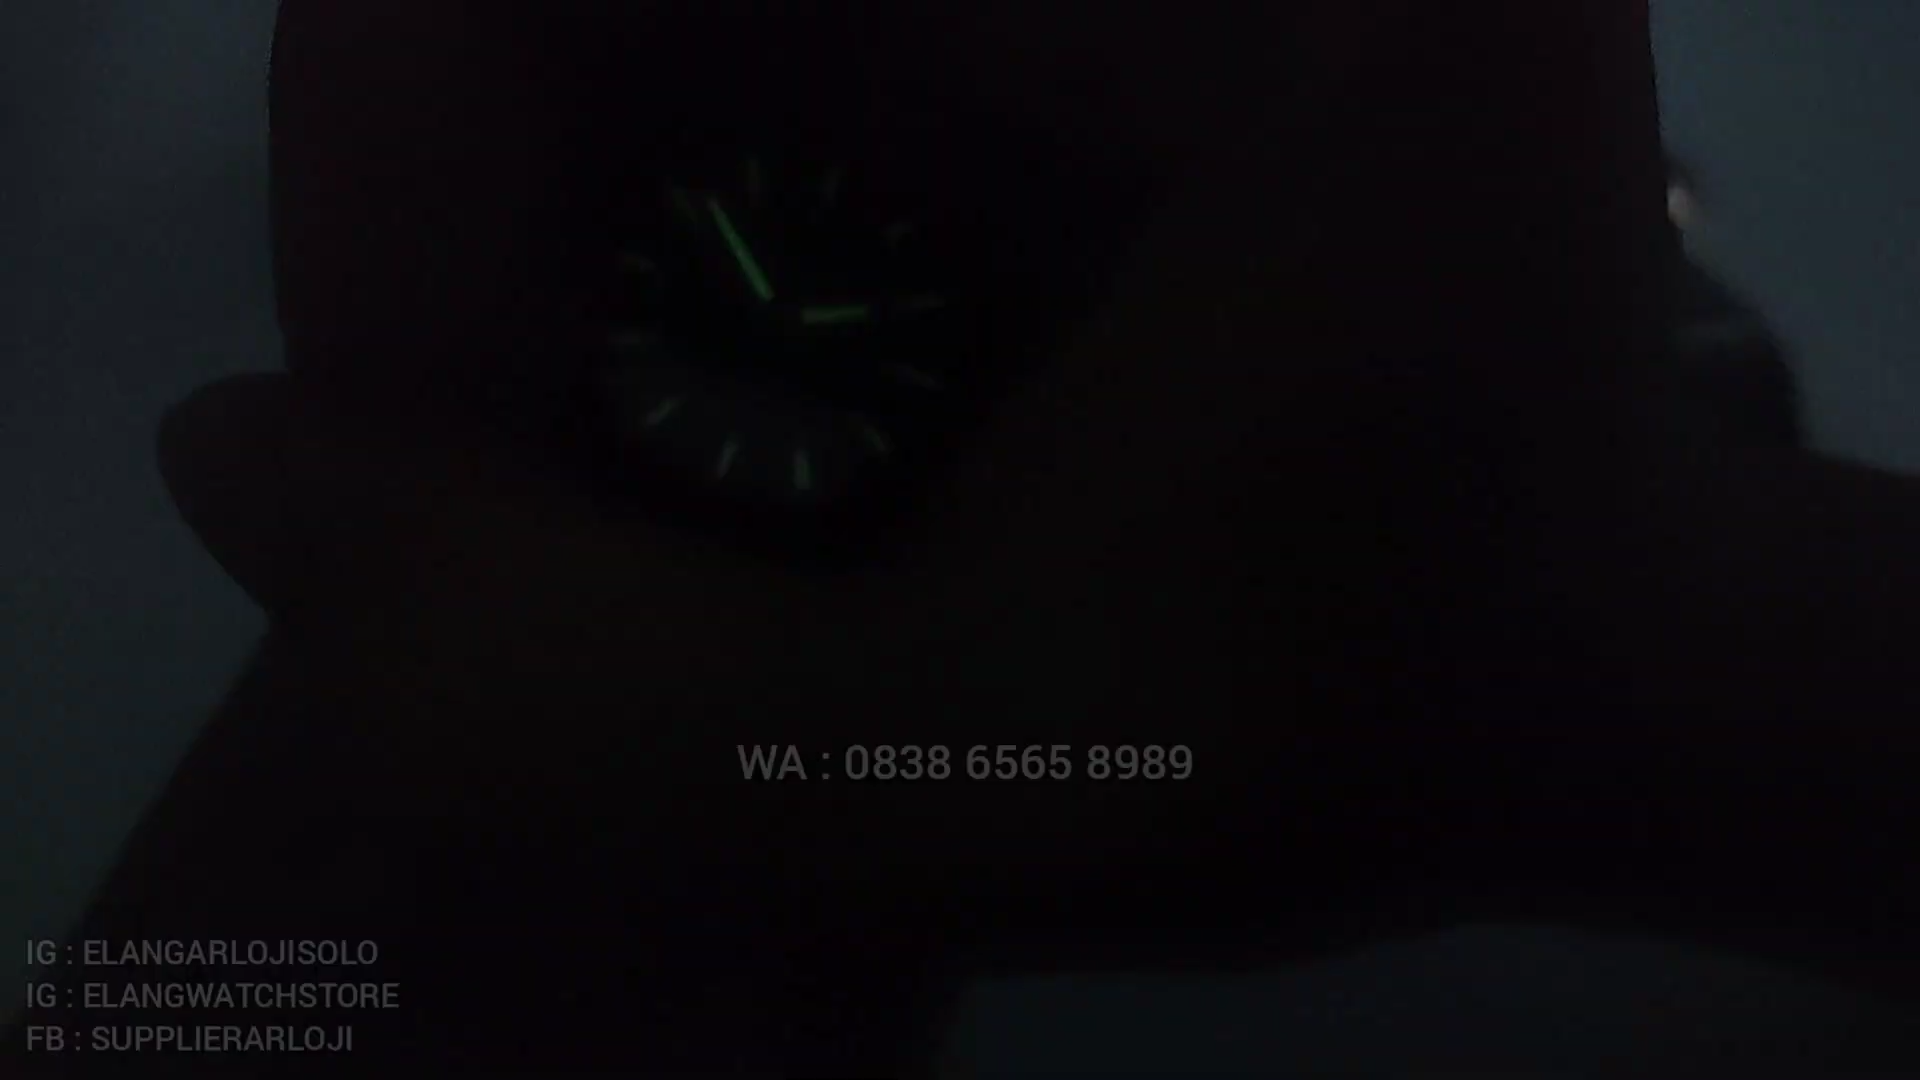 WA : 0838 6565 8989
IG : ELANGARLOJISOLO
IG : ELANGWATCHSTORE
FB : SUPPLIERARLOJI